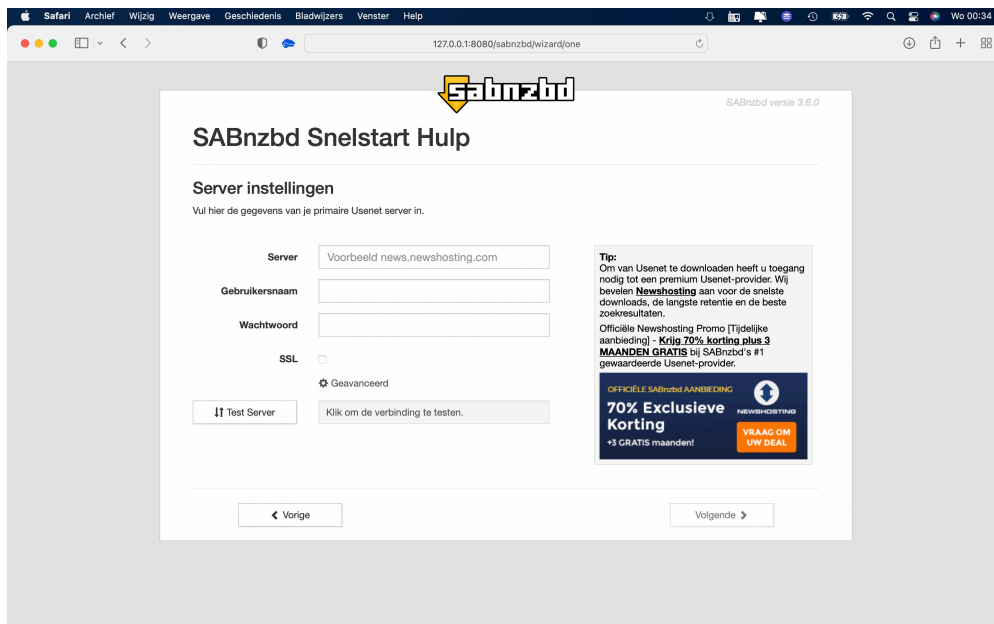 Safari Archief Wijzig Weergave Geschiedenis Bladwijzers Venster Help
Wo 00:34
127.0.0.1:8080/sabnzbd/wizard/one
sabnzbd
SABnzbd versie 3.6.0
SABnzbd Snelstart Hulp
Server instellingen
Vul hier de gegevens van je primaire Usenet server in.
Server
Voorbeeld news.newshosting.com
Gebruikersnaam
Wachtwoord
SSL
Geavanceerd
Test Server
Klik om de verbinding te testen.
Tip:
Om van Usenet te downloaden heeft u toegang
nodig tot een premium Usenet-provider. Wij
bevelen Newshosting aan voor de snelste
downloads, de langste retentie en de beste
zoekresultaten.
Officiële Newshosting Promo [Tijdelijke
aanbieding] - Krijg 70% korting plus 3
MAANDEN GRATIS bij SABnzbd's #1
gewaardeerde Usenet-provider.
OFFICIËLE SABnzbd AANBIEDING
70% Exclusieve
Korting
+3 GRATIS maanden!
NEWSHOSTING
VRAAG OM
UW DEAL
Vorige
Volgende